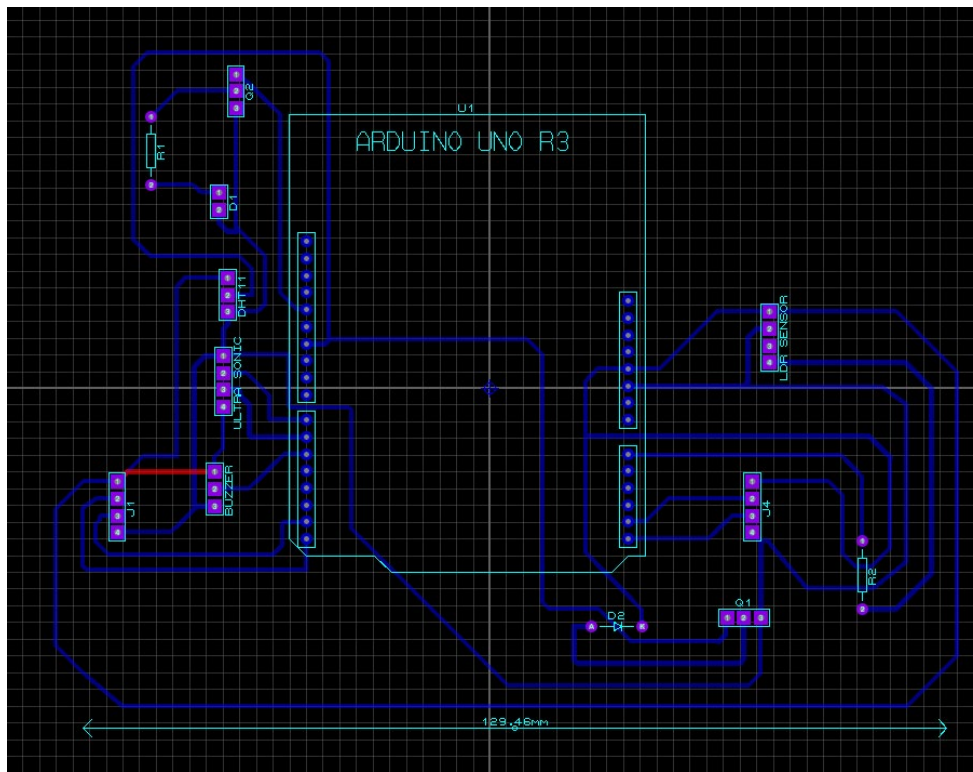 U1
ARDUINO UNO R3
Q2
R1
D1
DHT11
ULTRA SONIC
BUZZER
J1
LDR SENSOR
J4
R2
Q1
D2
A
K
129.46mm